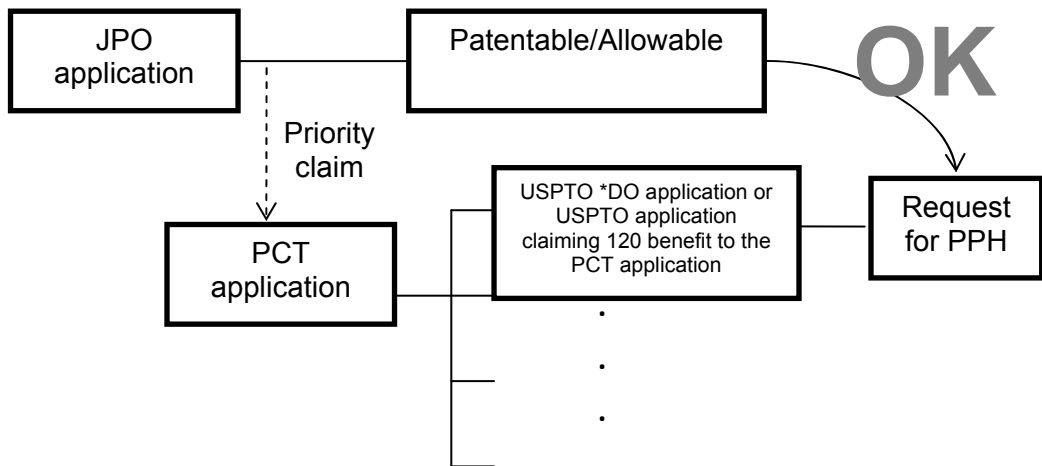 JPO
application
Patentable/Allowable
OK
Priority
claim
PCT
application
USPTO *DO application or
USPTO application
claiming 120 benefit to the
PCT application
Request
for PPH